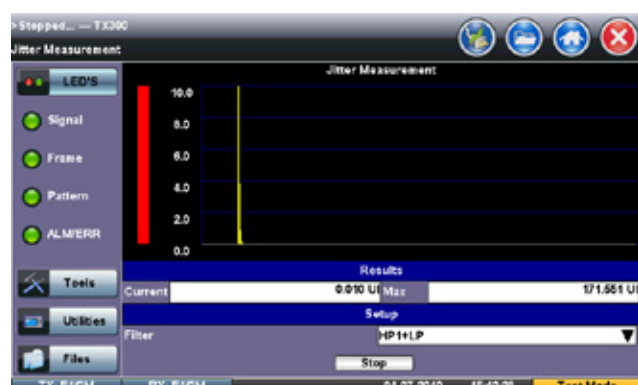 >Stepped... — TX300
Jitter Measurement
Jitter Measurement
LED'S
Signal
Frame
Pattern
ALM/ERR
Tools
Utilities
Files
10.0
8.0
6.0
4.0
2.0
0.0
Results
Current 0.010 UI Max 171.551 UI
Setup
Filter HP1+LP
Stop
Test Mode